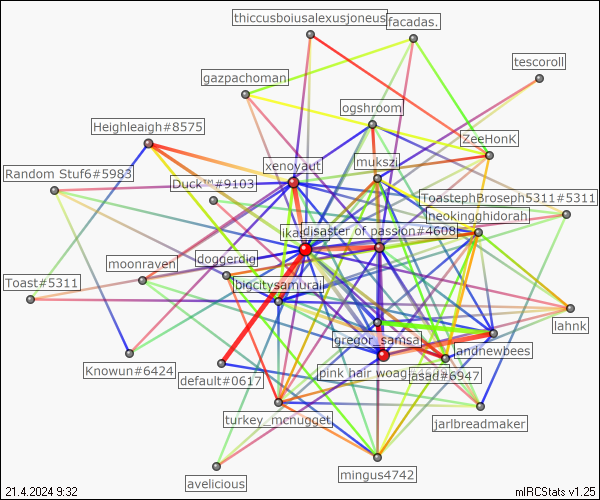 thiccusboiusalexusjoneus
facadas.
gazpachoman
tescoroll
ogshroom
Heighleaigh#8575
ZeeHonK
xenoyaut
mukszi
Random Stuf6#5983
Duck™#9103
ToastephBroseph5311#5311
neokingghidorah
disaster of passion#4608
doggerdig
moonraven
Toast#5311
bigcitysamurai
lahnk
gregor_samsa
andnewbees
Knowun#6424
default#0617
pink hair woag
asad#6947
turkey_mcnugget
jarlbreadmaker
avelicious
mingus4742
21.4.2024 9:32
mIRCStats v1.25